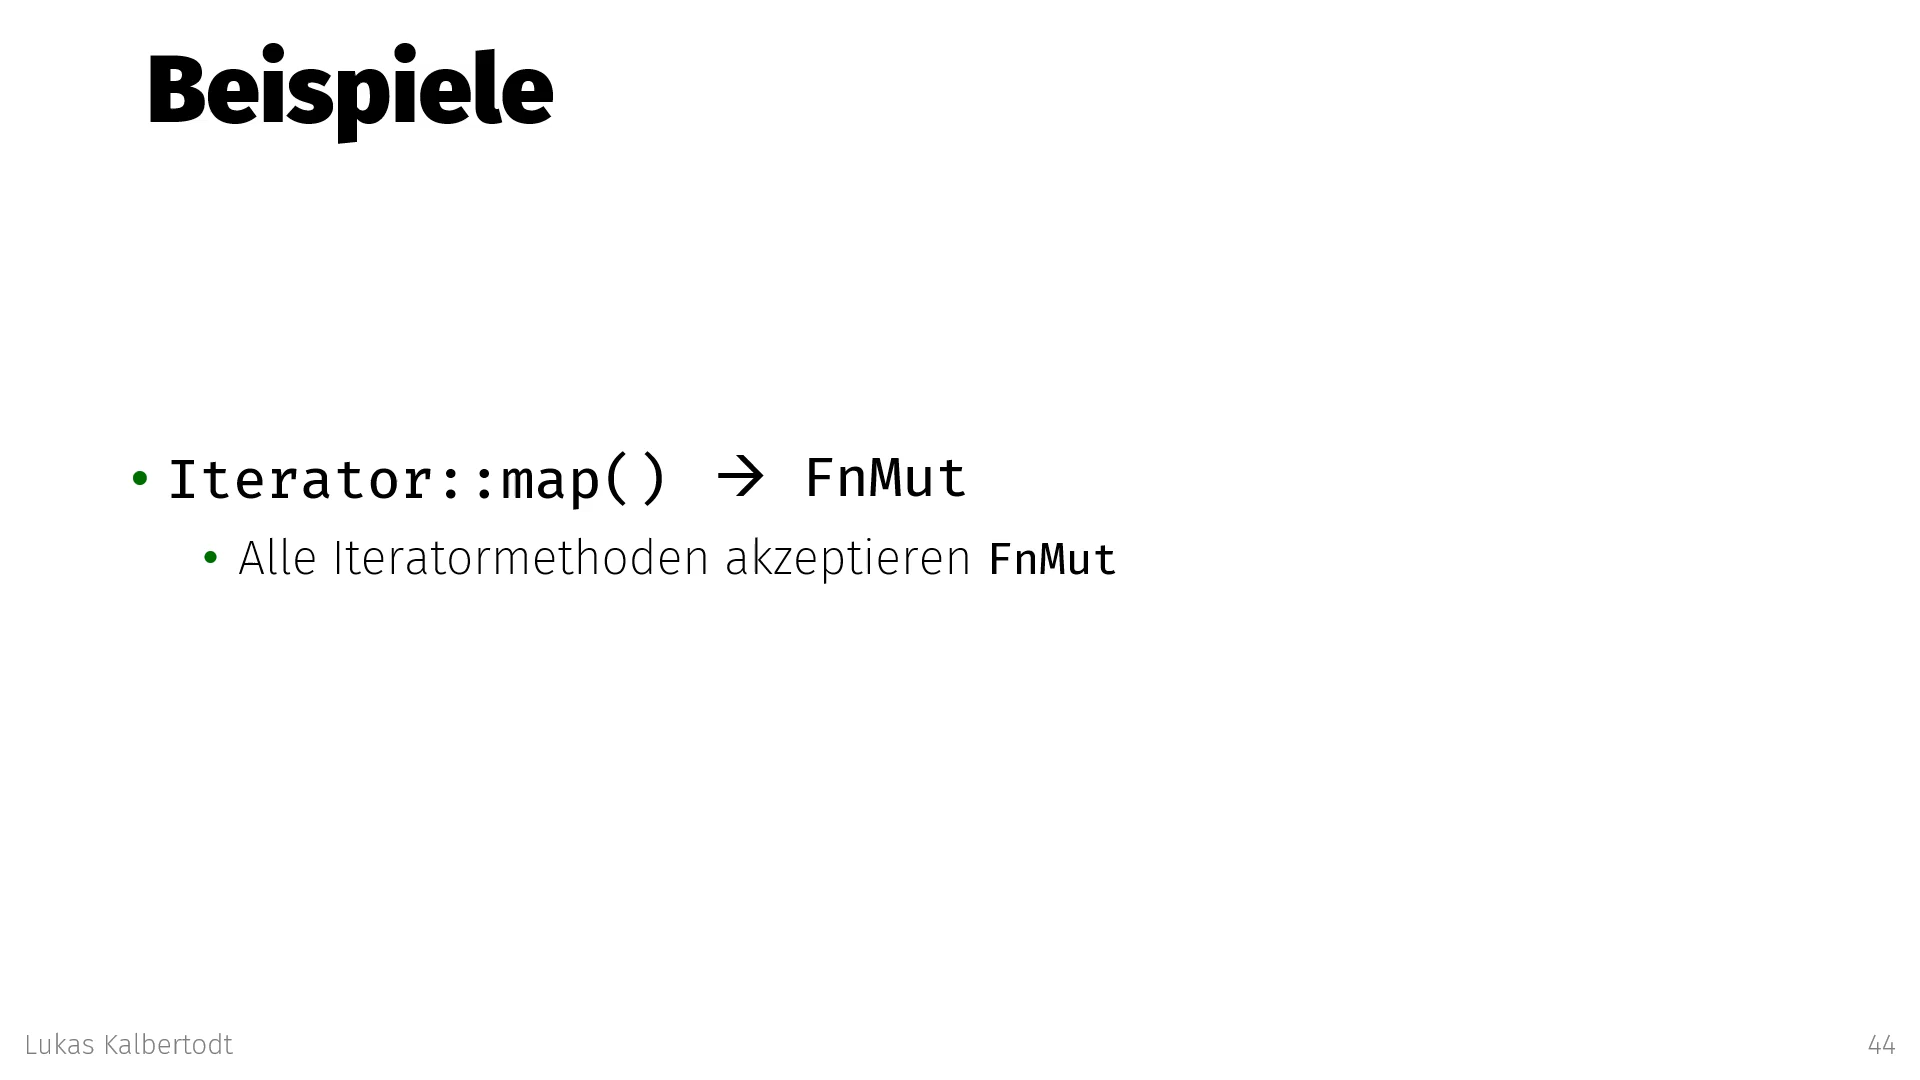 Beispiele
• Iterator::map() → FnMut
• Alle Iteratormethoden akzeptieren FnMut
Lukas Kalbertodt
44